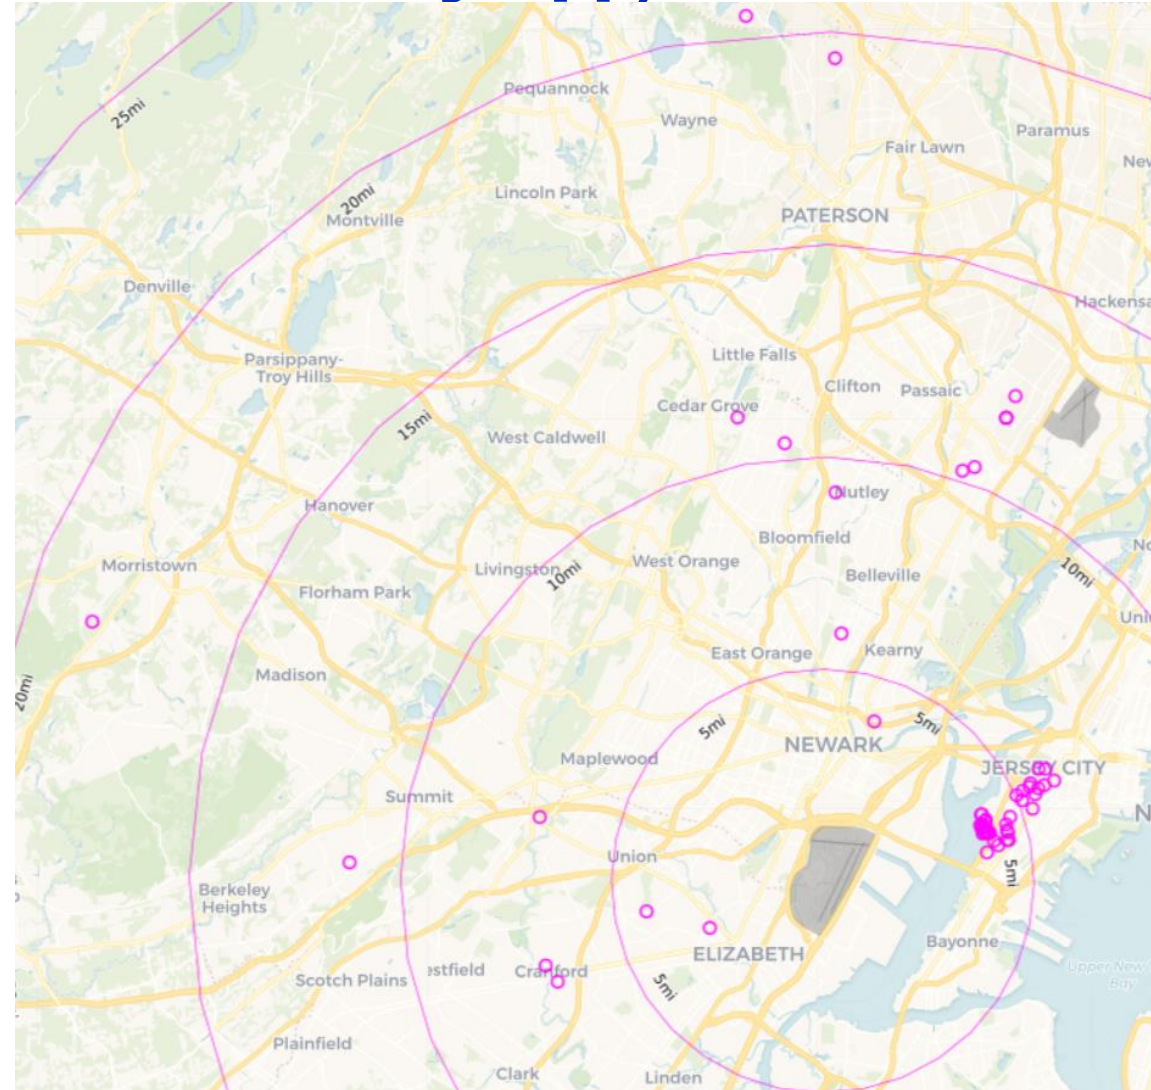 25mi
Pequannock
Wayne
Paramus
Fair Lawn
20mi
Lincoln Park
Montville
PATERSON
Denville
Parsippany-
Troy Hills
Little Falls
Clifton
Passaic
Cedar Grove
15mi
West Caldwell
Hanover
Nutley
Bloomfield
Morristown
Livingston
10mi
West Orange
Belleville
10mi
Florham Park
East Orange
Kearny
Madison
20mi
5mi
5mi
NEWARK
Maplewood
JERSEY CITY
Summit
Union
5mi
Berkeley
Heights
Bayonne
ELIZABETH
Scotch Plains
estfield
Cranford
5mi
Upper New
Bay
Plainfield
Clark
Linden